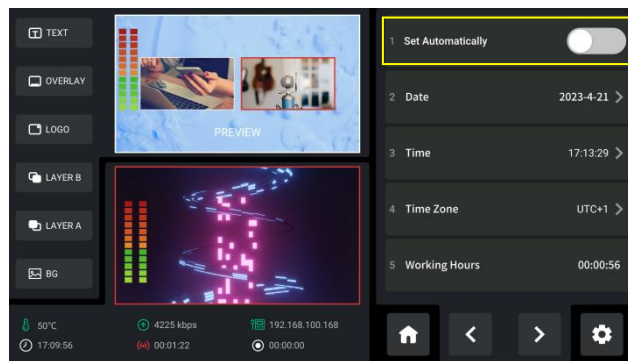 TEXT
OVERLAY
LOGO
LAYER B
LAYER A
BG
PREVIEW
50°C
4225 kbps
192.168.100.168
17:09:56
00:01:22
00:00:00
1 Set Automatically
2 Date 2023-4-21 >
3 Time 17:13:29 >
4 Time Zone UTC+1 >
5 Working Hours 00:00:56